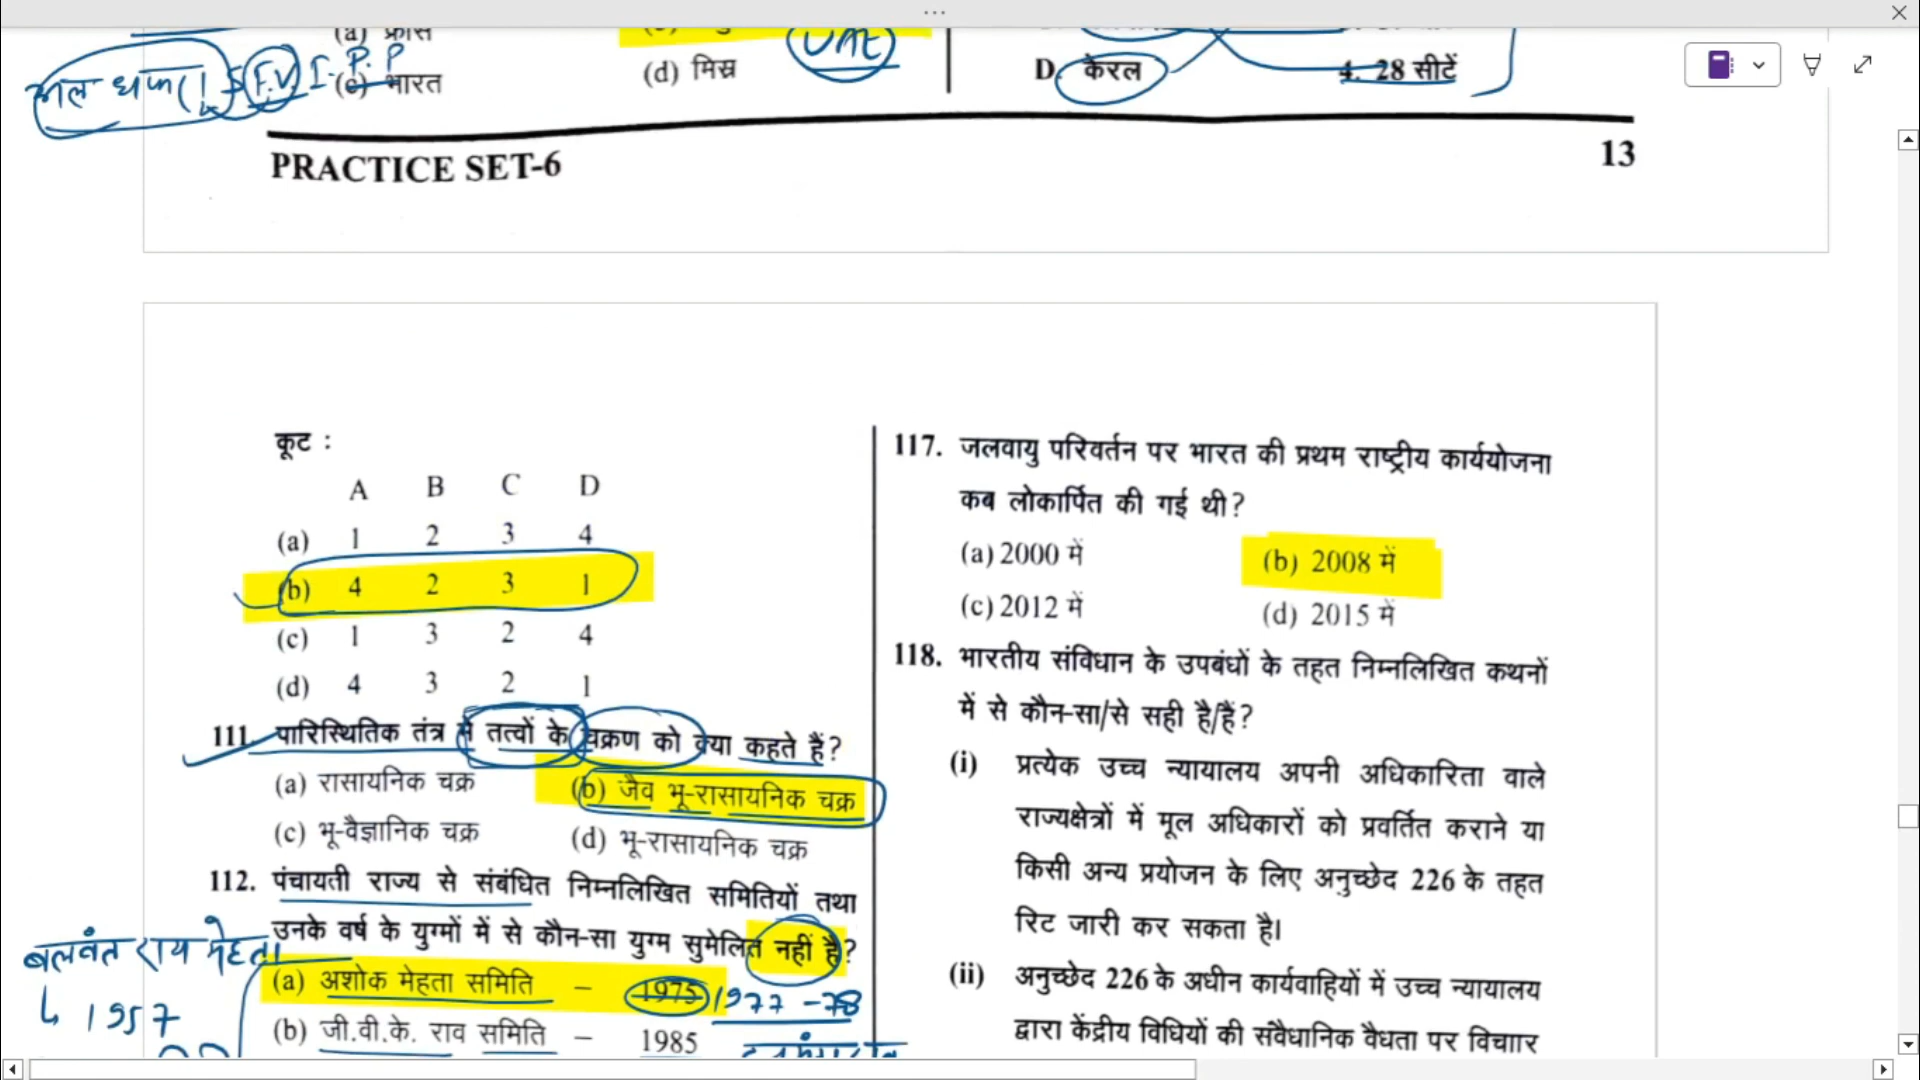 (a) फ्रांस
(c) भारत
(d) मिस्र
UAE
F.V. I. P. P
D. केरल
4. 28 सीटें
PRACTICE SET-6
13
कूट :
A B C D
(a) 1 2 3 4
(b) 4 2 3 1
(c) 1 3 2 4
(d) 4 3 2 1
111. पारिस्थितिक तंत्र में तत्वों के चक्रण को क्या कहते हैं?
(a) रासायनिक चक्र (b) जैव भू-रासायनिक चक्र
(c) भू-वैज्ञानिक चक्र (d) भू-रासायनिक चक्र
112. पंचायती राज्य से संबंधित निम्नलिखित समितियों तथा
उनके वर्ष के युग्मों में से कौन-सा युग्म सुमेलित नहीं है?
बलवंत राय मेहता
↳ 1957
(a) अशोक मेहता समिति – 1975 1977 -78
(b) जी.वी.के. राव समिति – 1985
117. जलवायु परिवर्तन पर भारत की प्रथम राष्ट्रीय कार्ययोजना
कब लोकार्पित की गई थी?
(a) 2000 में (b) 2008 में
(c) 2012 में (d) 2015 में
118. भारतीय संविधान के उपबंधों के तहत निम्नलिखित कथनों
में से कौन-सा/से सही है/हैं?
(i) प्रत्येक उच्च न्यायालय अपनी अधिकारिता वाले
राज्यक्षेत्रों में मूल अधिकारों को प्रवर्तित कराने या
किसी अन्य प्रयोजन के लिए अनुच्छेद 226 के तहत
रिट जारी कर सकता है।
(ii) अनुच्छेद 226 के अधीन कार्यवाहियों में उच्च न्यायालय
द्वारा केंद्रीय विधियों की संवैधानिक वैधता पर विचाार